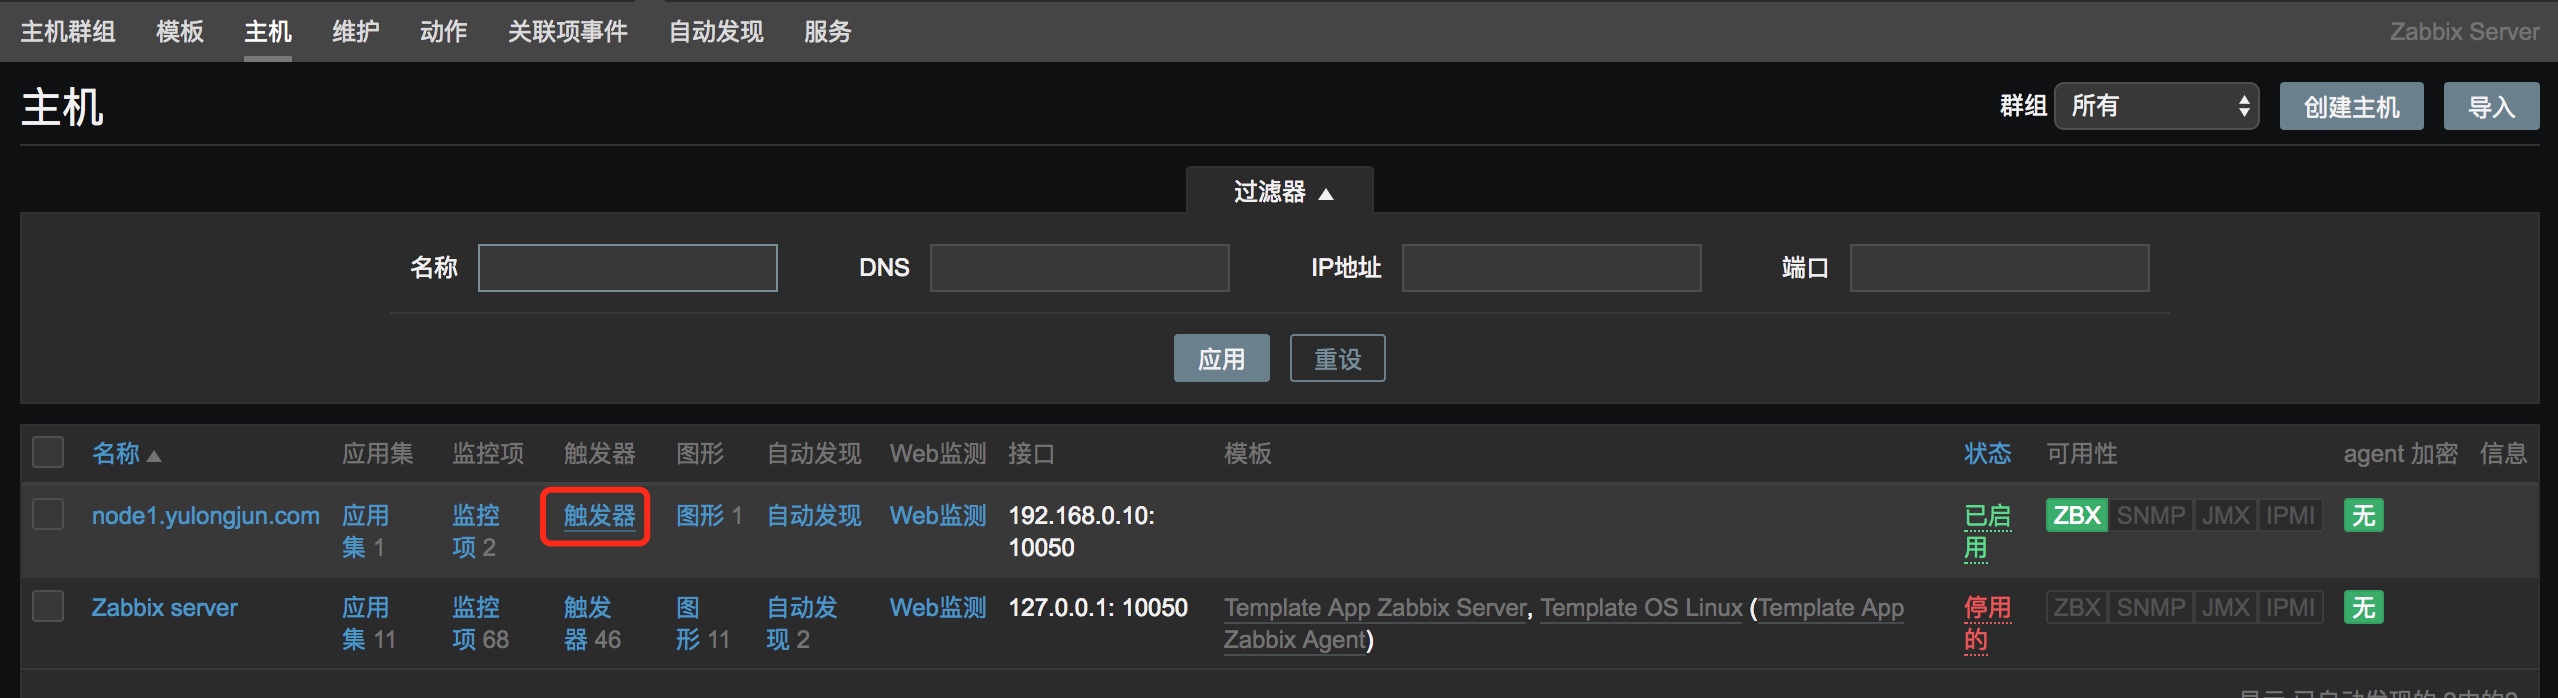 主机群组 模板 主机 维护 动作 关联项事件 自动发现 服务 Zabbix Server
主机 群组 所有 创建主机 导入
过滤器
名称 DNS IP地址 端口
应用 重设
名称 应用集 监控项 触发器 图形 自动发现 Web监测 接口 模板 状态 可用性 agent 加密 信息
node1.yulongjun.com 应用 监控 触发器 图形 1 自动发现 Web监测 192.168.0.10: 已启 ZBX SNMP JMX IPMI 无
集 1 项 2 10050 用
Zabbix server 应用 监控 触发 图 自动发 Web监测 127.0.0.1: 10050 Template App Zabbix Server, Template OS Linux (Template App 停用 ZBX SNMP JMX IPMI 无
集 11 项 68 器 46 形 11 现 2 Zabbix Agent) 的